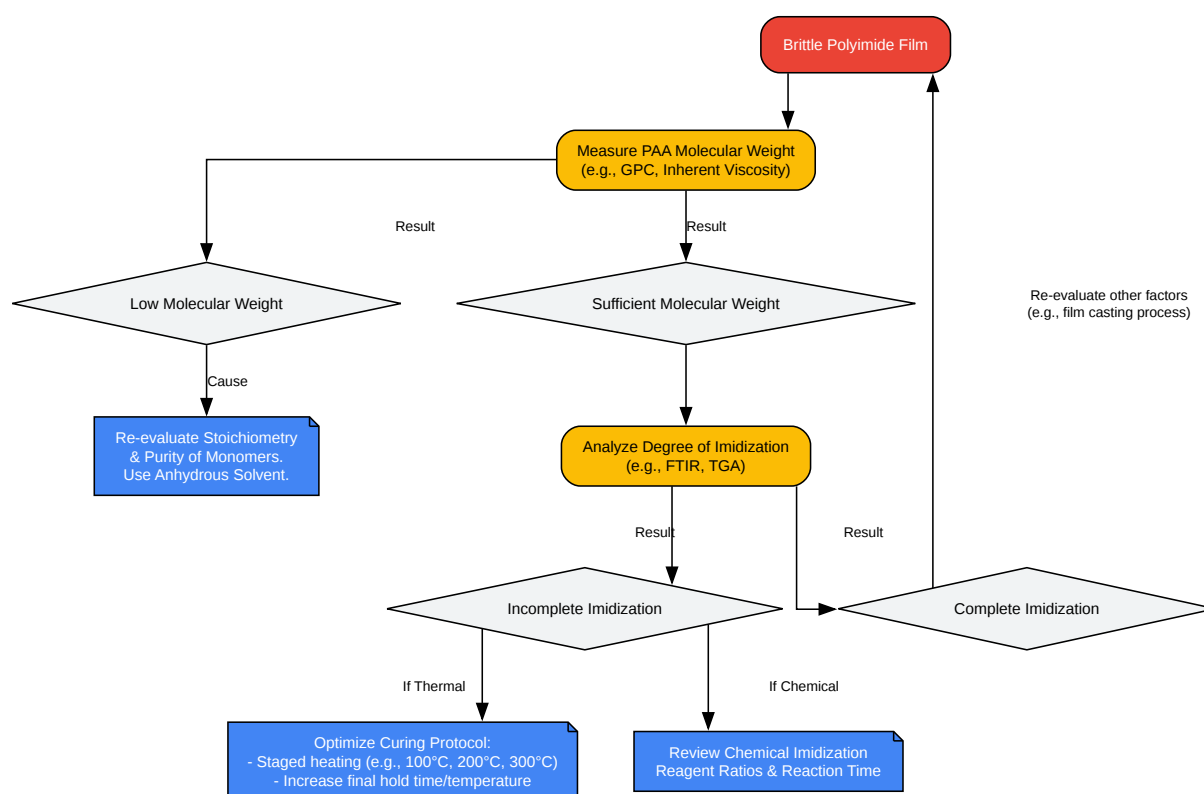 Brittle Polyimide Film
Measure PAA Molecular Weight
(e.g., GPC, Inherent Viscosity)
Result
Result
Low Molecular Weight
Sufficient Molecular Weight
Re-evaluate other factors
(e.g., film casting process)
Cause
Re-evaluate Stoichiometry
& Purity of Monomers.
Use Anhydrous Solvent.
Analyze Degree of Imidization
(e.g., FTIR, TGA)
Result
Result
Incomplete Imidization
Complete Imidization
If Thermal
If Chemical
Optimize Curing Protocol:
- Staged heating (e.g., 100°C, 200°C, 300°C)
- Increase final hold time/temperature
Review Chemical Imidization
Reagent Ratios & Reaction Time